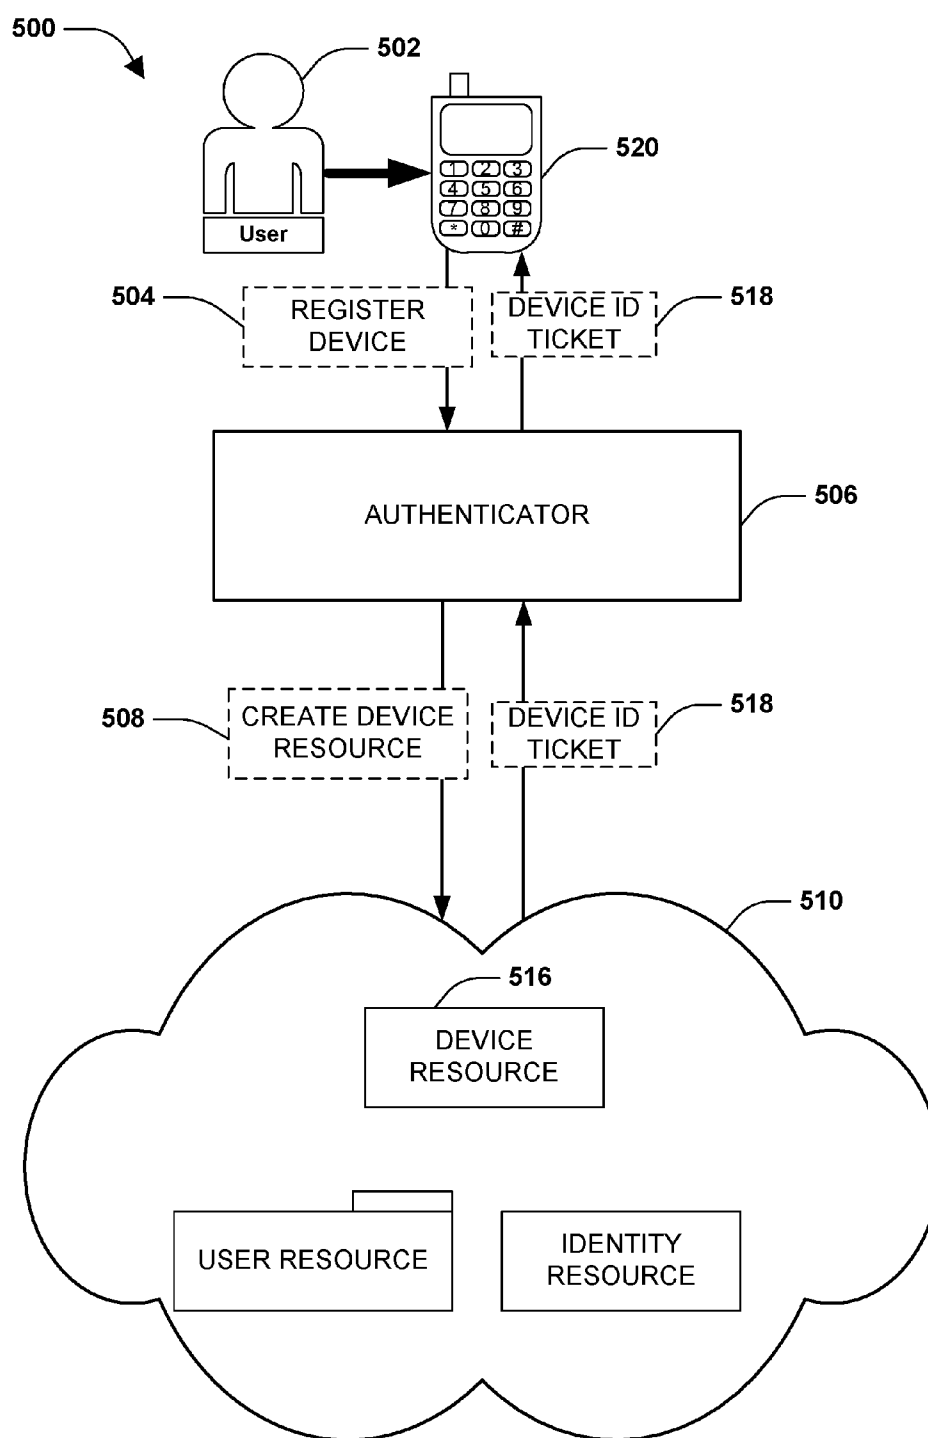 500
502
520
1 2 3
4 5 6
7 8 9
* 0 #
User
504
REGISTER
DEVICE
DEVICE ID
TICKET
518
AUTHENTICATOR
506
508
CREATE DEVICE
RESOURCE
DEVICE ID
TICKET
518
510
516
DEVICE
RESOURCE
USER RESOURCE
IDENTITY
RESOURCE